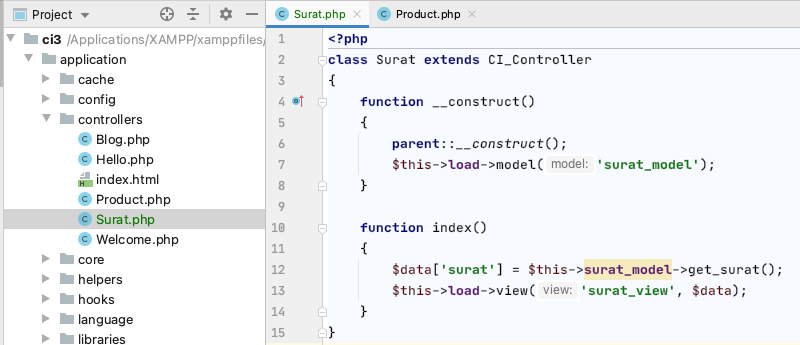 Project
ci3 /Applications/XAMPP/xamppfiles/
application
cache
config
controllers
Blog.php
Hello.php
index.html
Product.php
Surat.php
Welcome.php
core
helpers
hooks
language
libraries
Surat.php Product.php
1 <?php
2 class Surat extends CI_Controller
3 {
4 function __construct()
5 {
6 parent::__construct();
7 $this->load->model( model: 'surat_model');
8 }
9
10 function index()
11 {
12 $data['surat'] = $this->surat_model->get_surat();
13 $this->load->view( view: 'surat_view', $data);
14 }
15 }